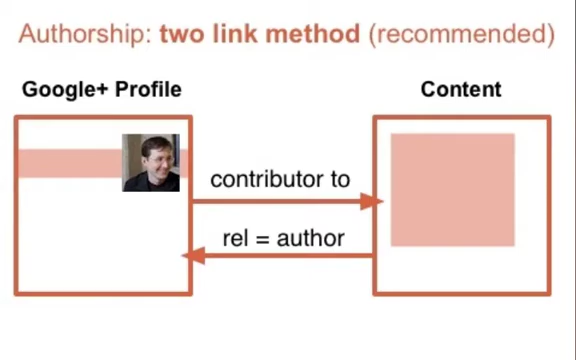 Authorship: two link method (recommended)
Google+ Profile
Content
contributor to
rel = author